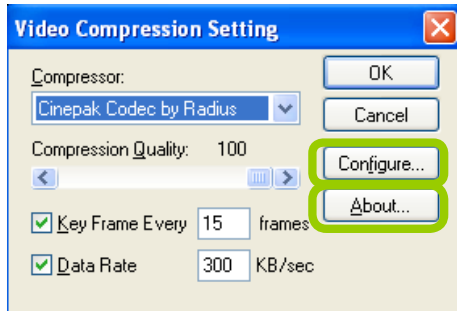 Video Compression Setting
Compressor:
Cinepak Codec by Radius
Compression Quality: 100
Key Frame Every 15 frames
Data Rate 300 KB/sec
OK
Cancel
Configure...
About...